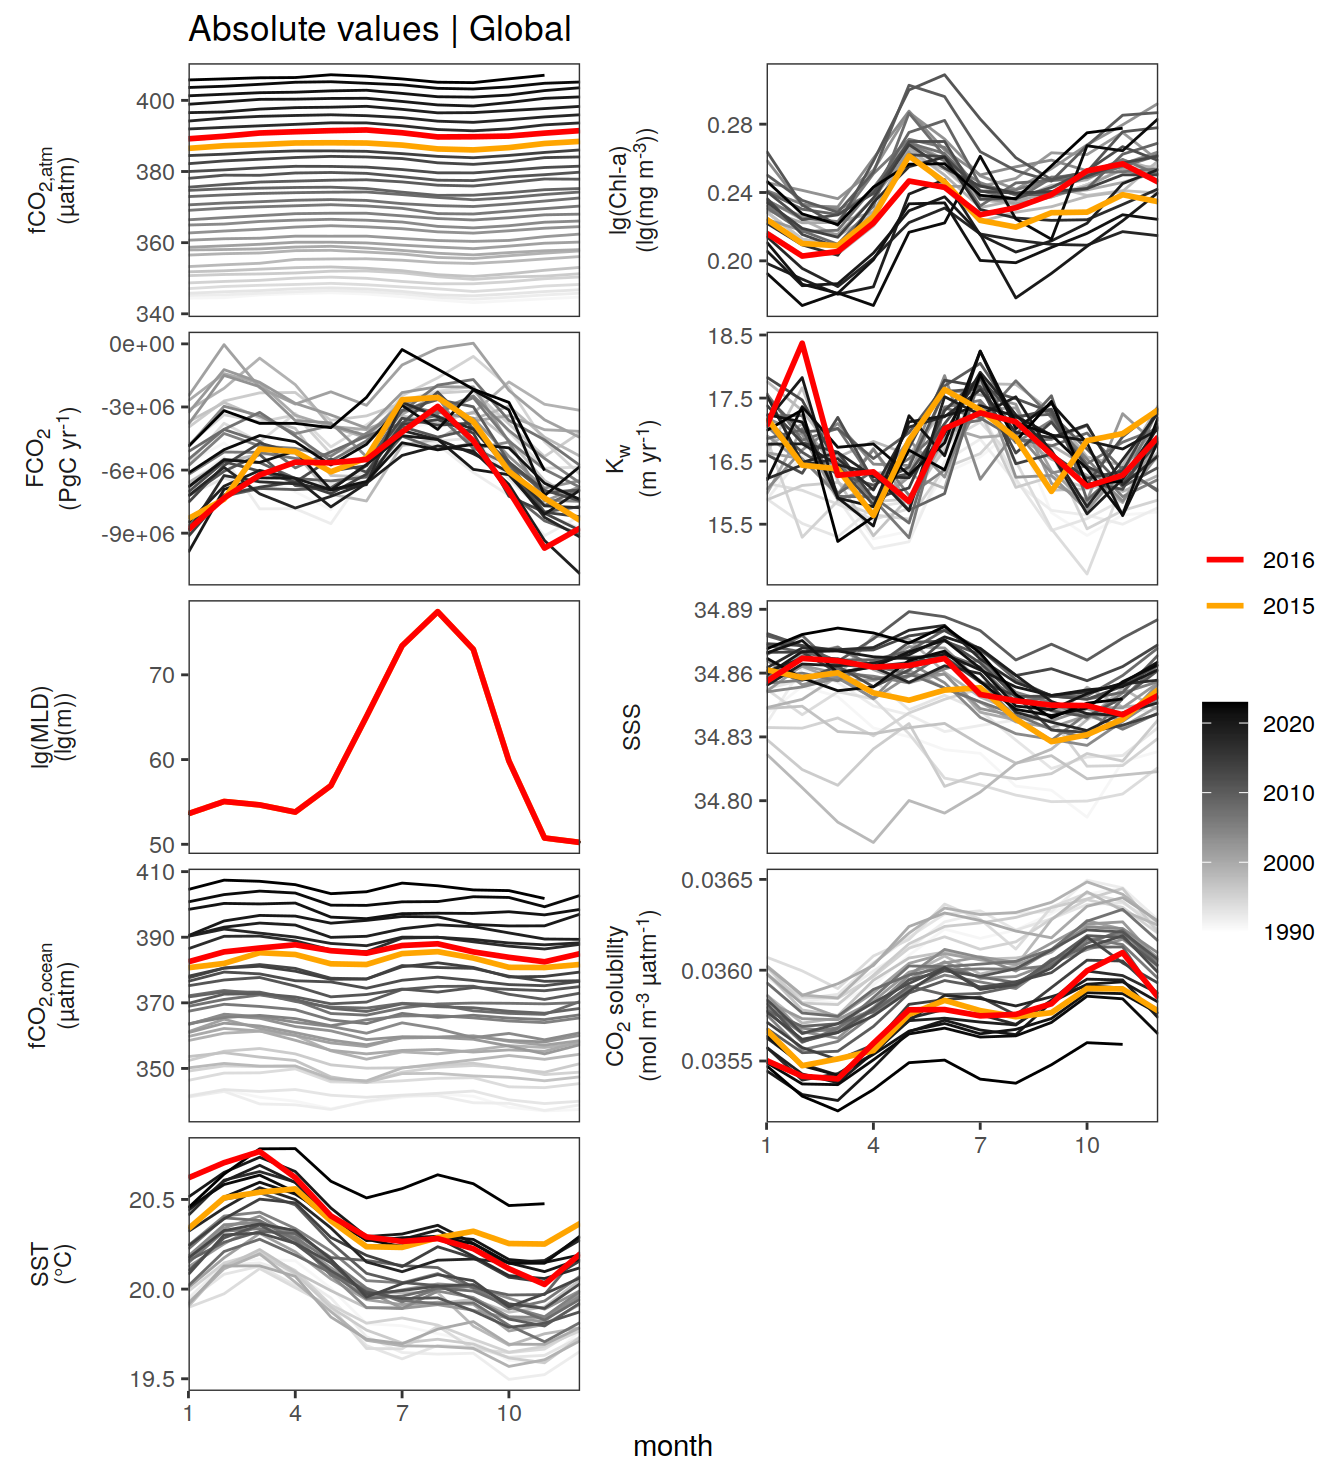 Absolute values | Global
fCO2,atm
(µatm)
400
380
360
340
lg(Chl-a)
(lg(mg m-3))
0.28
0.24
0.20
FCO2
(PgC yr-1)
0e+00
-3e+06
-6e+06
-9e+06
Kw
(m yr-1)
18.5
17.5
16.5
15.5
lg(MLD)
(lg(m))
70
60
50
SSS
34.89
34.86
34.83
34.80
fCO2,ocean
(µatm)
410
390
370
350
CO2 solubility
(mol m-3 µatm-1)
0.0365
0.0360
0.0355
1 4 7 10
SST
(°C)
20.5
20.0
19.5
1 4 7 10
month
2016
2015
2020
2010
2000
1990